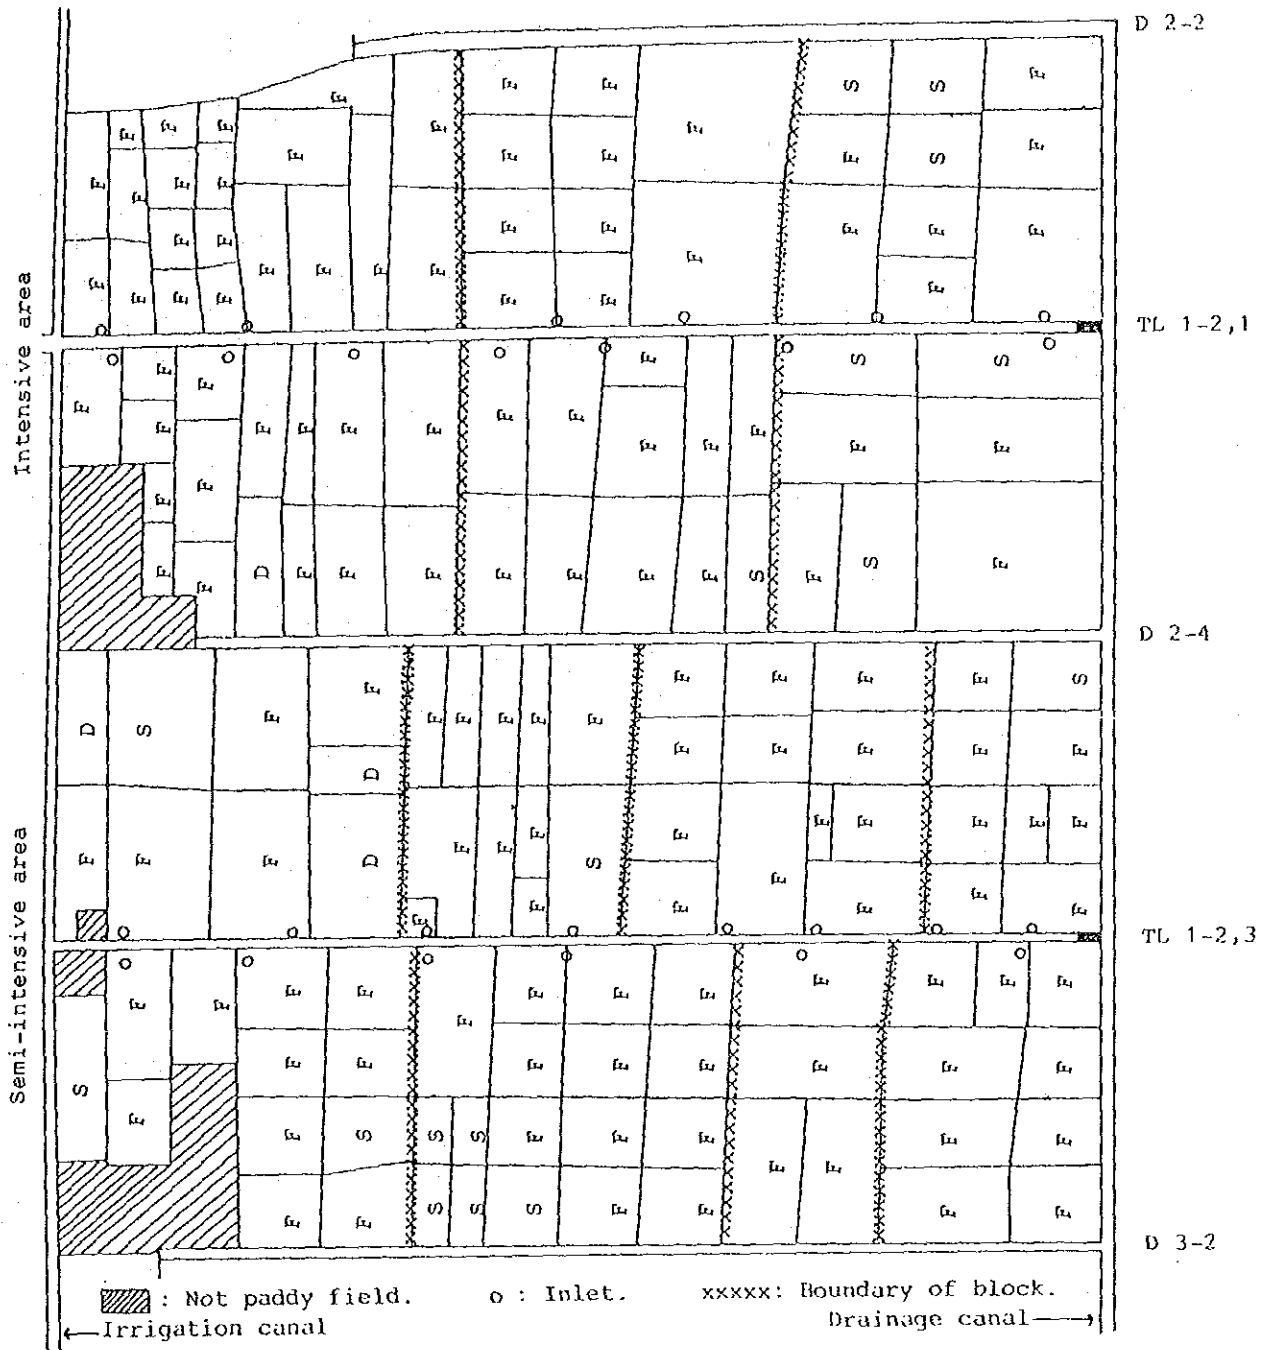 D 2-2
F F F S S F
F F F F F
F F F F S F
F F F F
F F F F F F F
F F F F F F
F F F F F F
TL 1-2,1
Intensive area
F F F S S
F F F F F F F F F F F F F
F F
F F D F F F F F F F S F S F
D 2-4
F F F F F S
D S F F F F F F
F F F F F
D
F F F F F F F
F F F D F F S F
F F F F F F
TL 1-2,3
Semi-intensive area
F F F F F F F F F F F
F
F F F F F F F F
S
F F S S S F F F F F
F F
F F S S S F F F F
D 3-2
: Not paddy field. o : Inlet. xxxxx: Boundary of block.
←Irrigation canal Drainage canal→